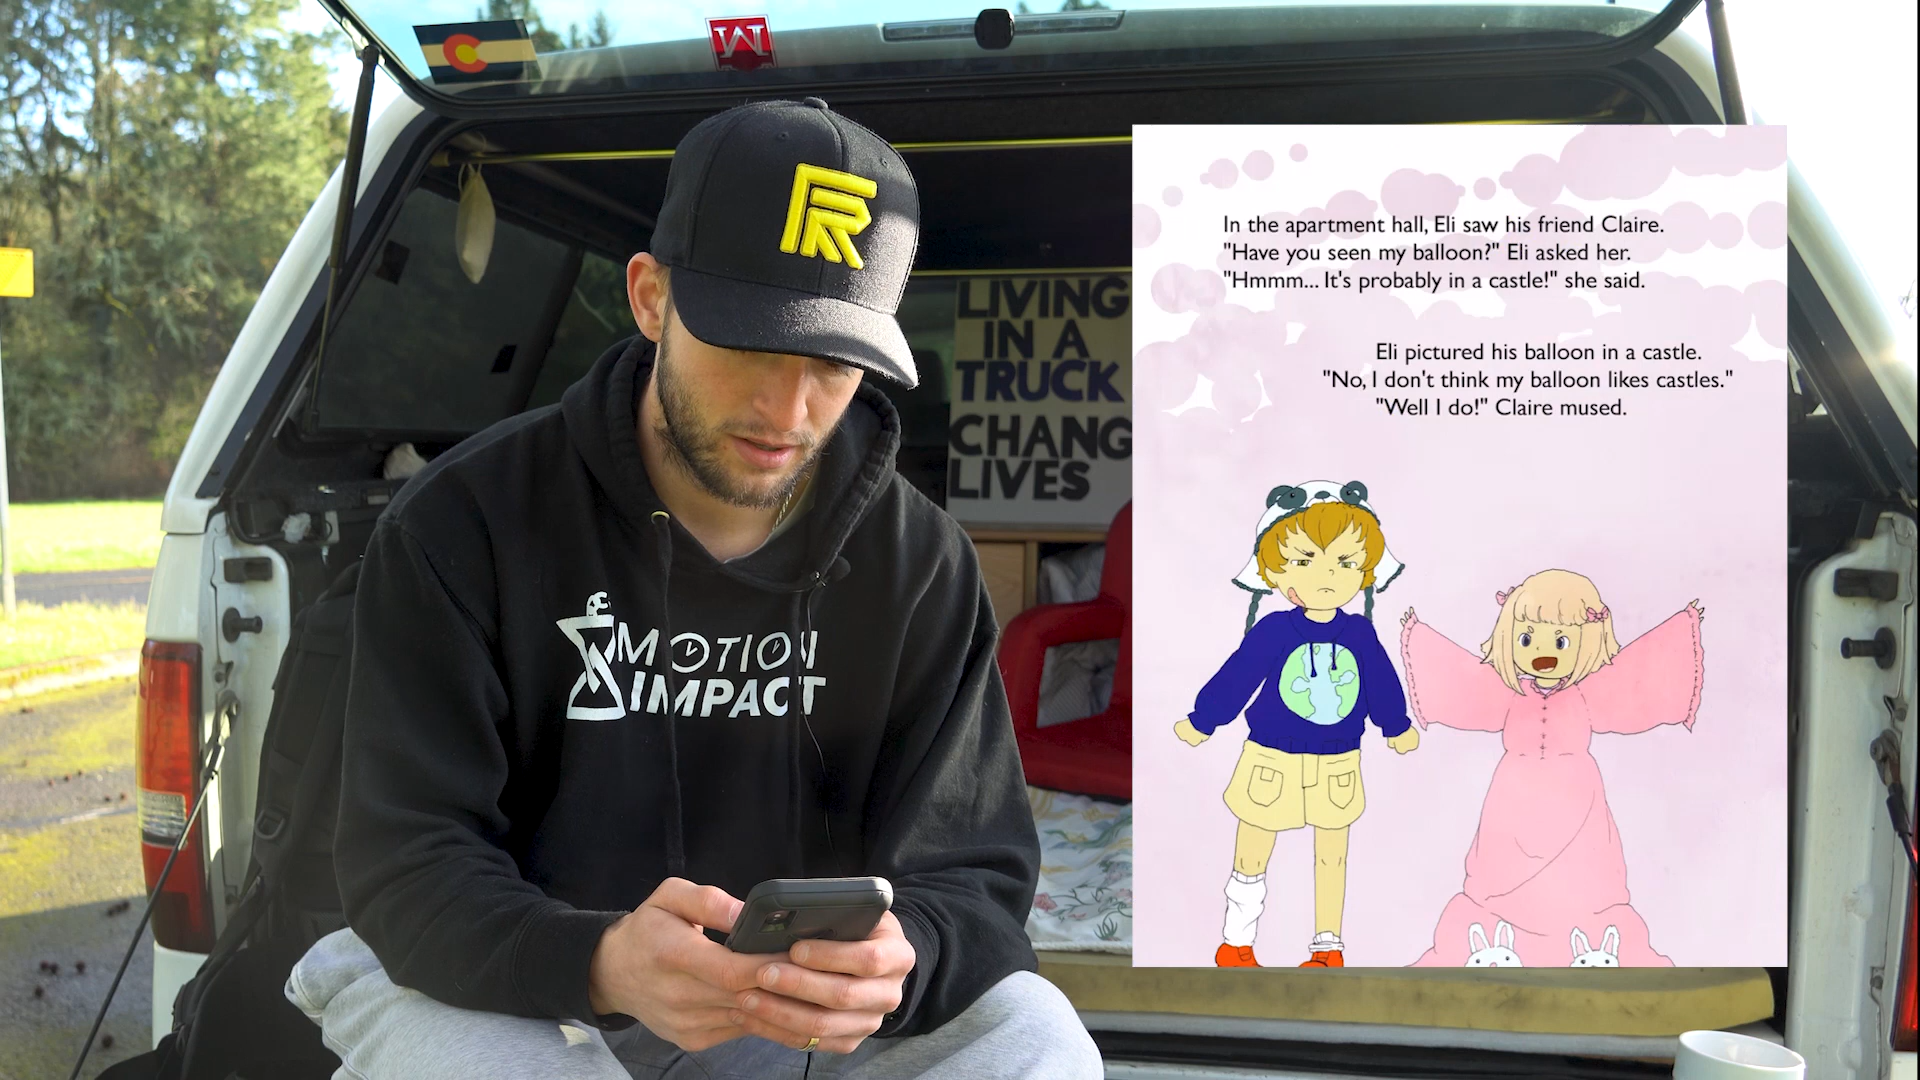 C
M
FR
LIVING
IN A
TRUCK
CHANG
LIVES
MOTION
IMPACT
In the apartment hall, Eli saw his friend Claire.
"Have you seen my balloon?" Eli asked her.
"Hmmm... It's probably in a castle!" she said.
Eli pictured his balloon in a castle.
"No, I don't think my balloon likes castles."
"Well I do!" Claire mused.